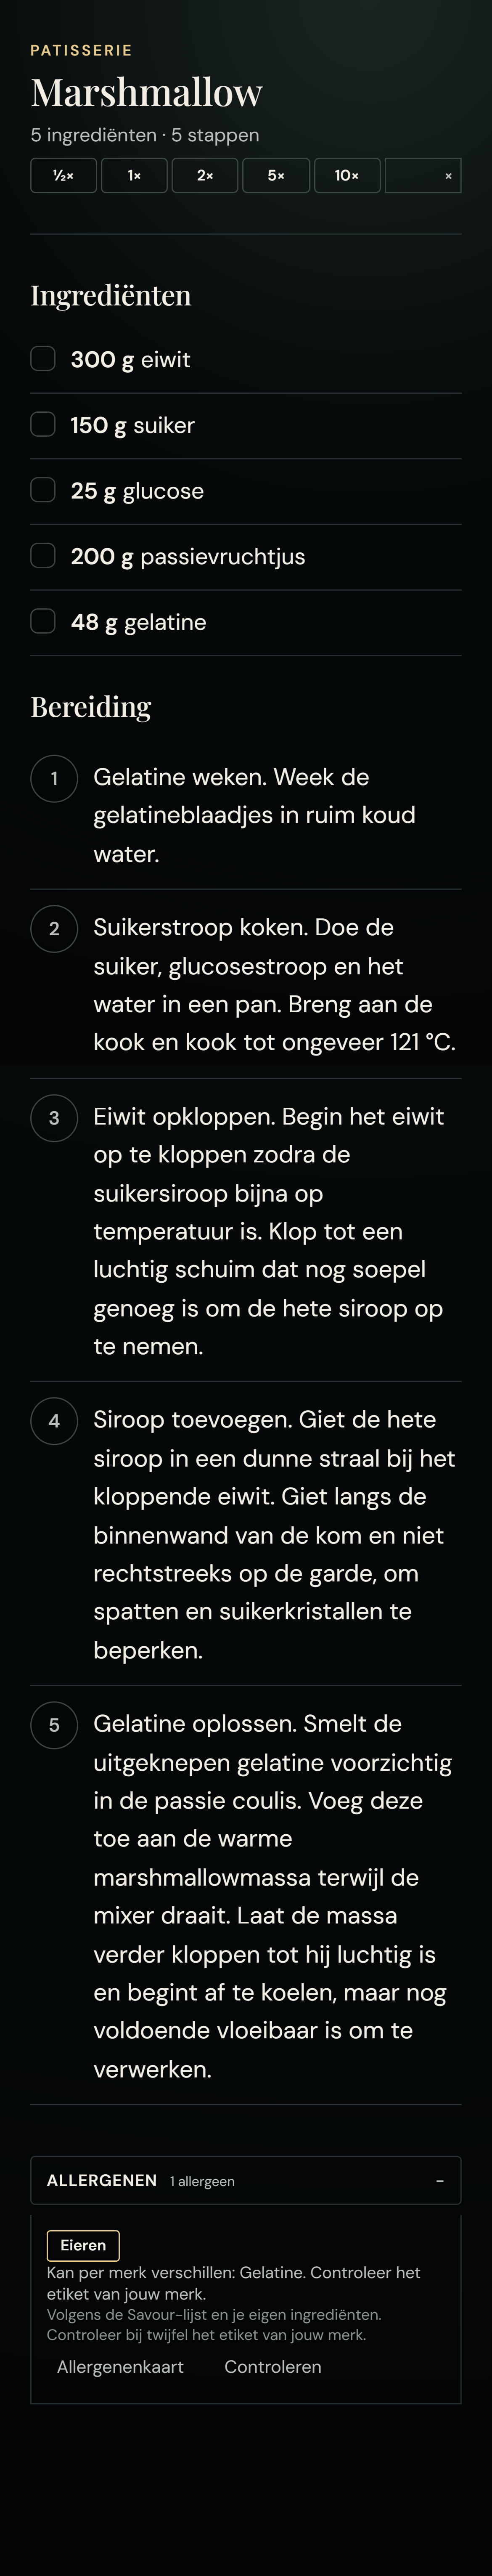 PATISSERIE
Marshmallow
5 ingrediënten · 5 stappen
½× 1× 2× 5× 10× ×
Ingrediënten
300 g eiwit
150 g suiker
25 g glucose
200 g passievruchtjus
48 g gelatine
Bereiding
1 Gelatine weken. Week de
gelatineblaadjes in ruim koud
water.
2 Suikerstroop koken. Doe de
suiker, glucosestroop en het
water in een pan. Breng aan de
kook en kook tot ongeveer 121 °C.
3 Eiwit opkloppen. Begin het eiwit
op te kloppen zodra de
suikersiroop bijna op
temperatuur is. Klop tot een
luchtig schuim dat nog soepel
genoeg is om de hete siroop op
te nemen.
4 Siroop toevoegen. Giet de hete
siroop in een dunne straal bij het
kloppende eiwit. Giet langs de
binnenwand van de kom en niet
rechtstreeks op de garde, om
spatten en suikerkristallen te
beperken.
5 Gelatine oplossen. Smelt de
uitgeknepen gelatine voorzichtig
in de passie coulis. Voeg deze
toe aan de warme
marshmallowmassa terwijl de
mixer draait. Laat de massa
verder kloppen tot hij luchtig is
en begint af te koelen, maar nog
voldoende vloeibaar is om te
verwerken.
ALLERGENEN 1 allergeen −
Eieren
Kan per merk verschillen: Gelatine. Controleer het
etiket van jouw merk.
Volgens de Savour-lijst en je eigen ingrediënten.
Controleer bij twijfel het etiket van jouw merk.
Allergenenkaart Controleren